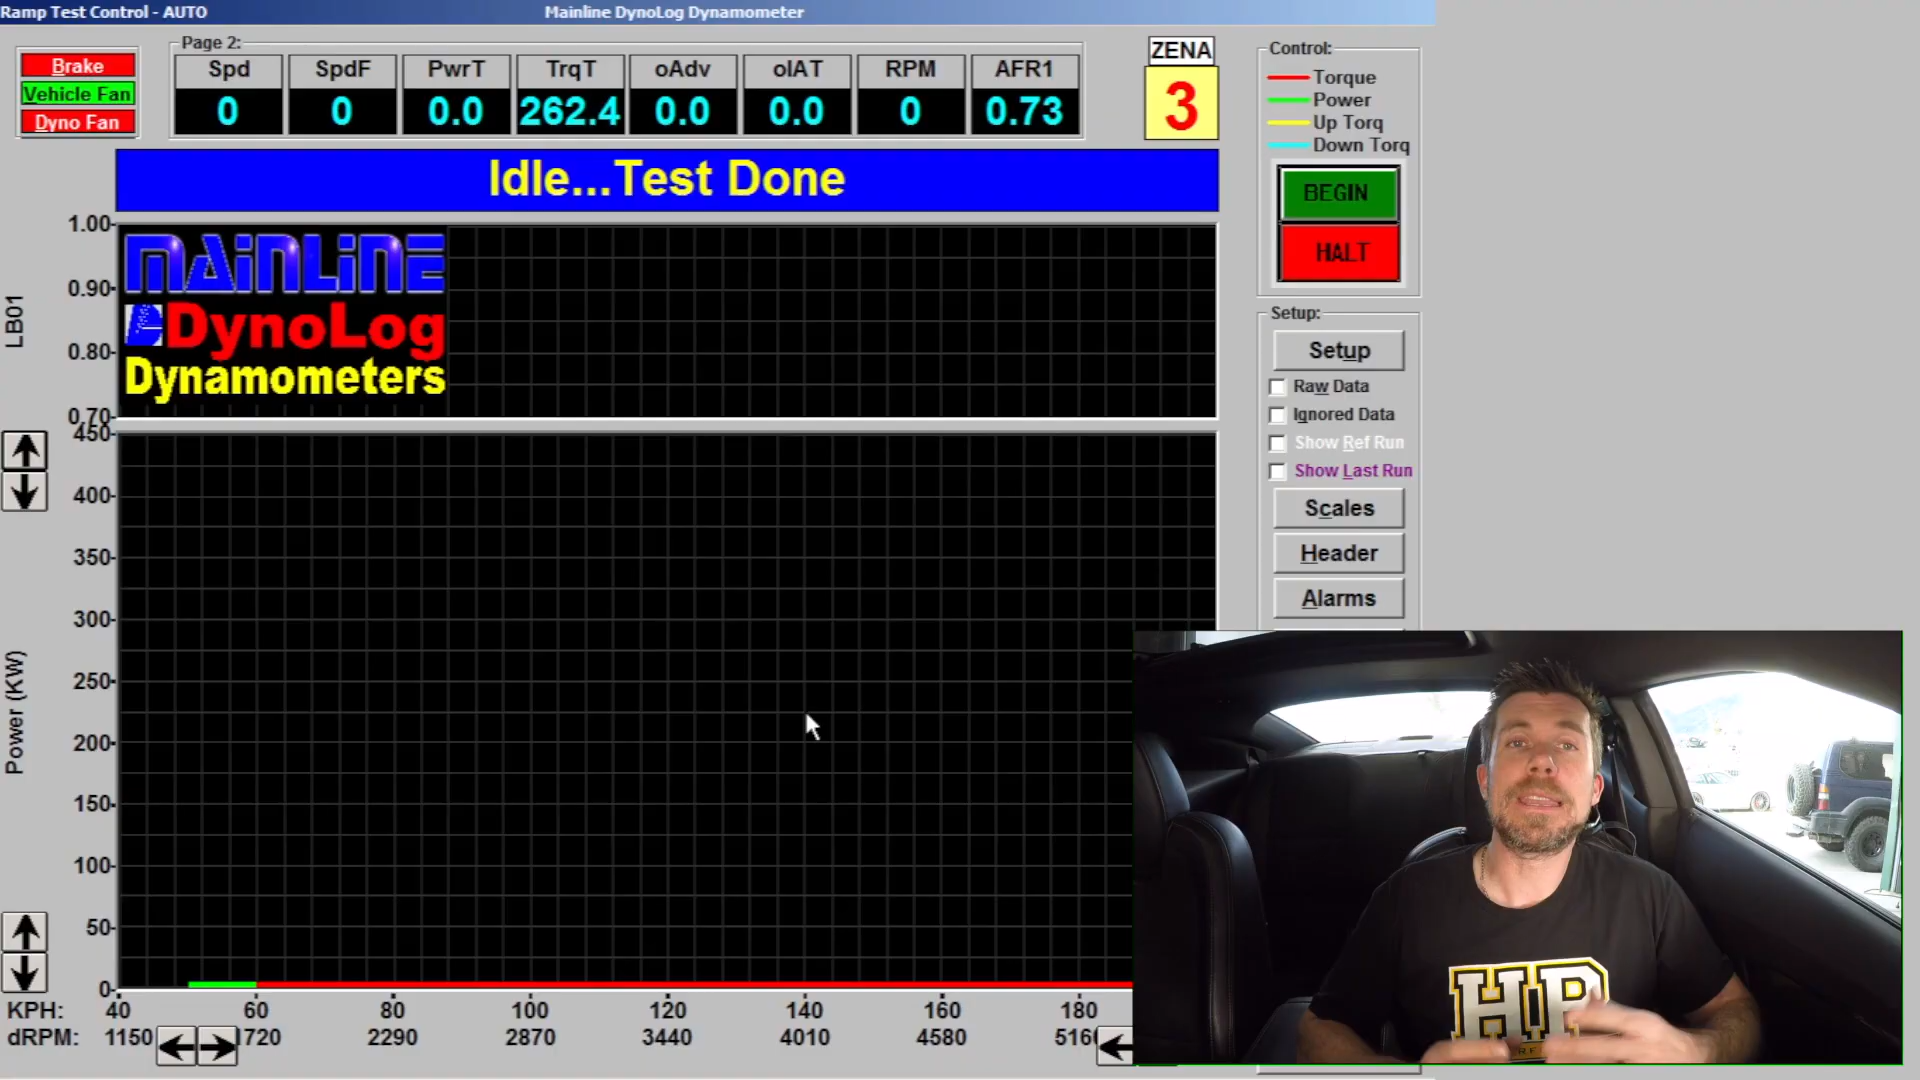 Ramp Test Control - AUTO
Mainline DynoLog Dynamometer
Brake
Vehicle Fan
Dyno Fan
Page 2:
Spd SpdF PwrT TrqT oAdv oIAT RPM AFR1
0 0 0.0 262.4 0.0 0.0 0 0.73
ZENA
3
Control:
Torque
Power
Up Torq
Down Torq
BEGIN
HALT
Idle...Test Done
LB01
1.00
0.90
0.80
0.70
MAINLINE
DynoLog
Dynamometers
Setup:
Setup
Raw Data
Ignored Data
Show Ref Run
Show Last Run
Scales
Header
Alarms
Power (KW)
450
400
350
300
250
200
150
100
50
0
KPH: 40 60 80 100 120 140 160 180
dRPM: 1150 1720 2290 2870 3440 4010 4580
HP